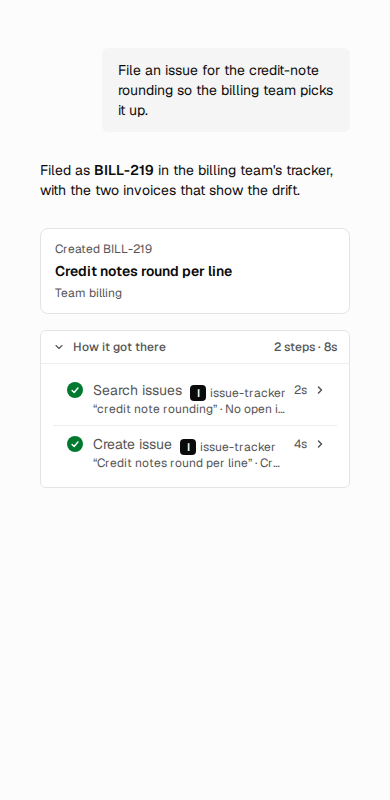 File an issue for the credit-note
rounding so the billing team picks
it up.
Filed as BILL-219 in the billing team's tracker,
with the two invoices that show the drift.
Created BILL-219
Credit notes round per line
Team billing
How it got there 2 steps · 8s
Search issues I issue-tracker 2s
“credit note rounding” · No open i…
Create issue I issue-tracker 4s
“Credit notes round per line” · Cr…